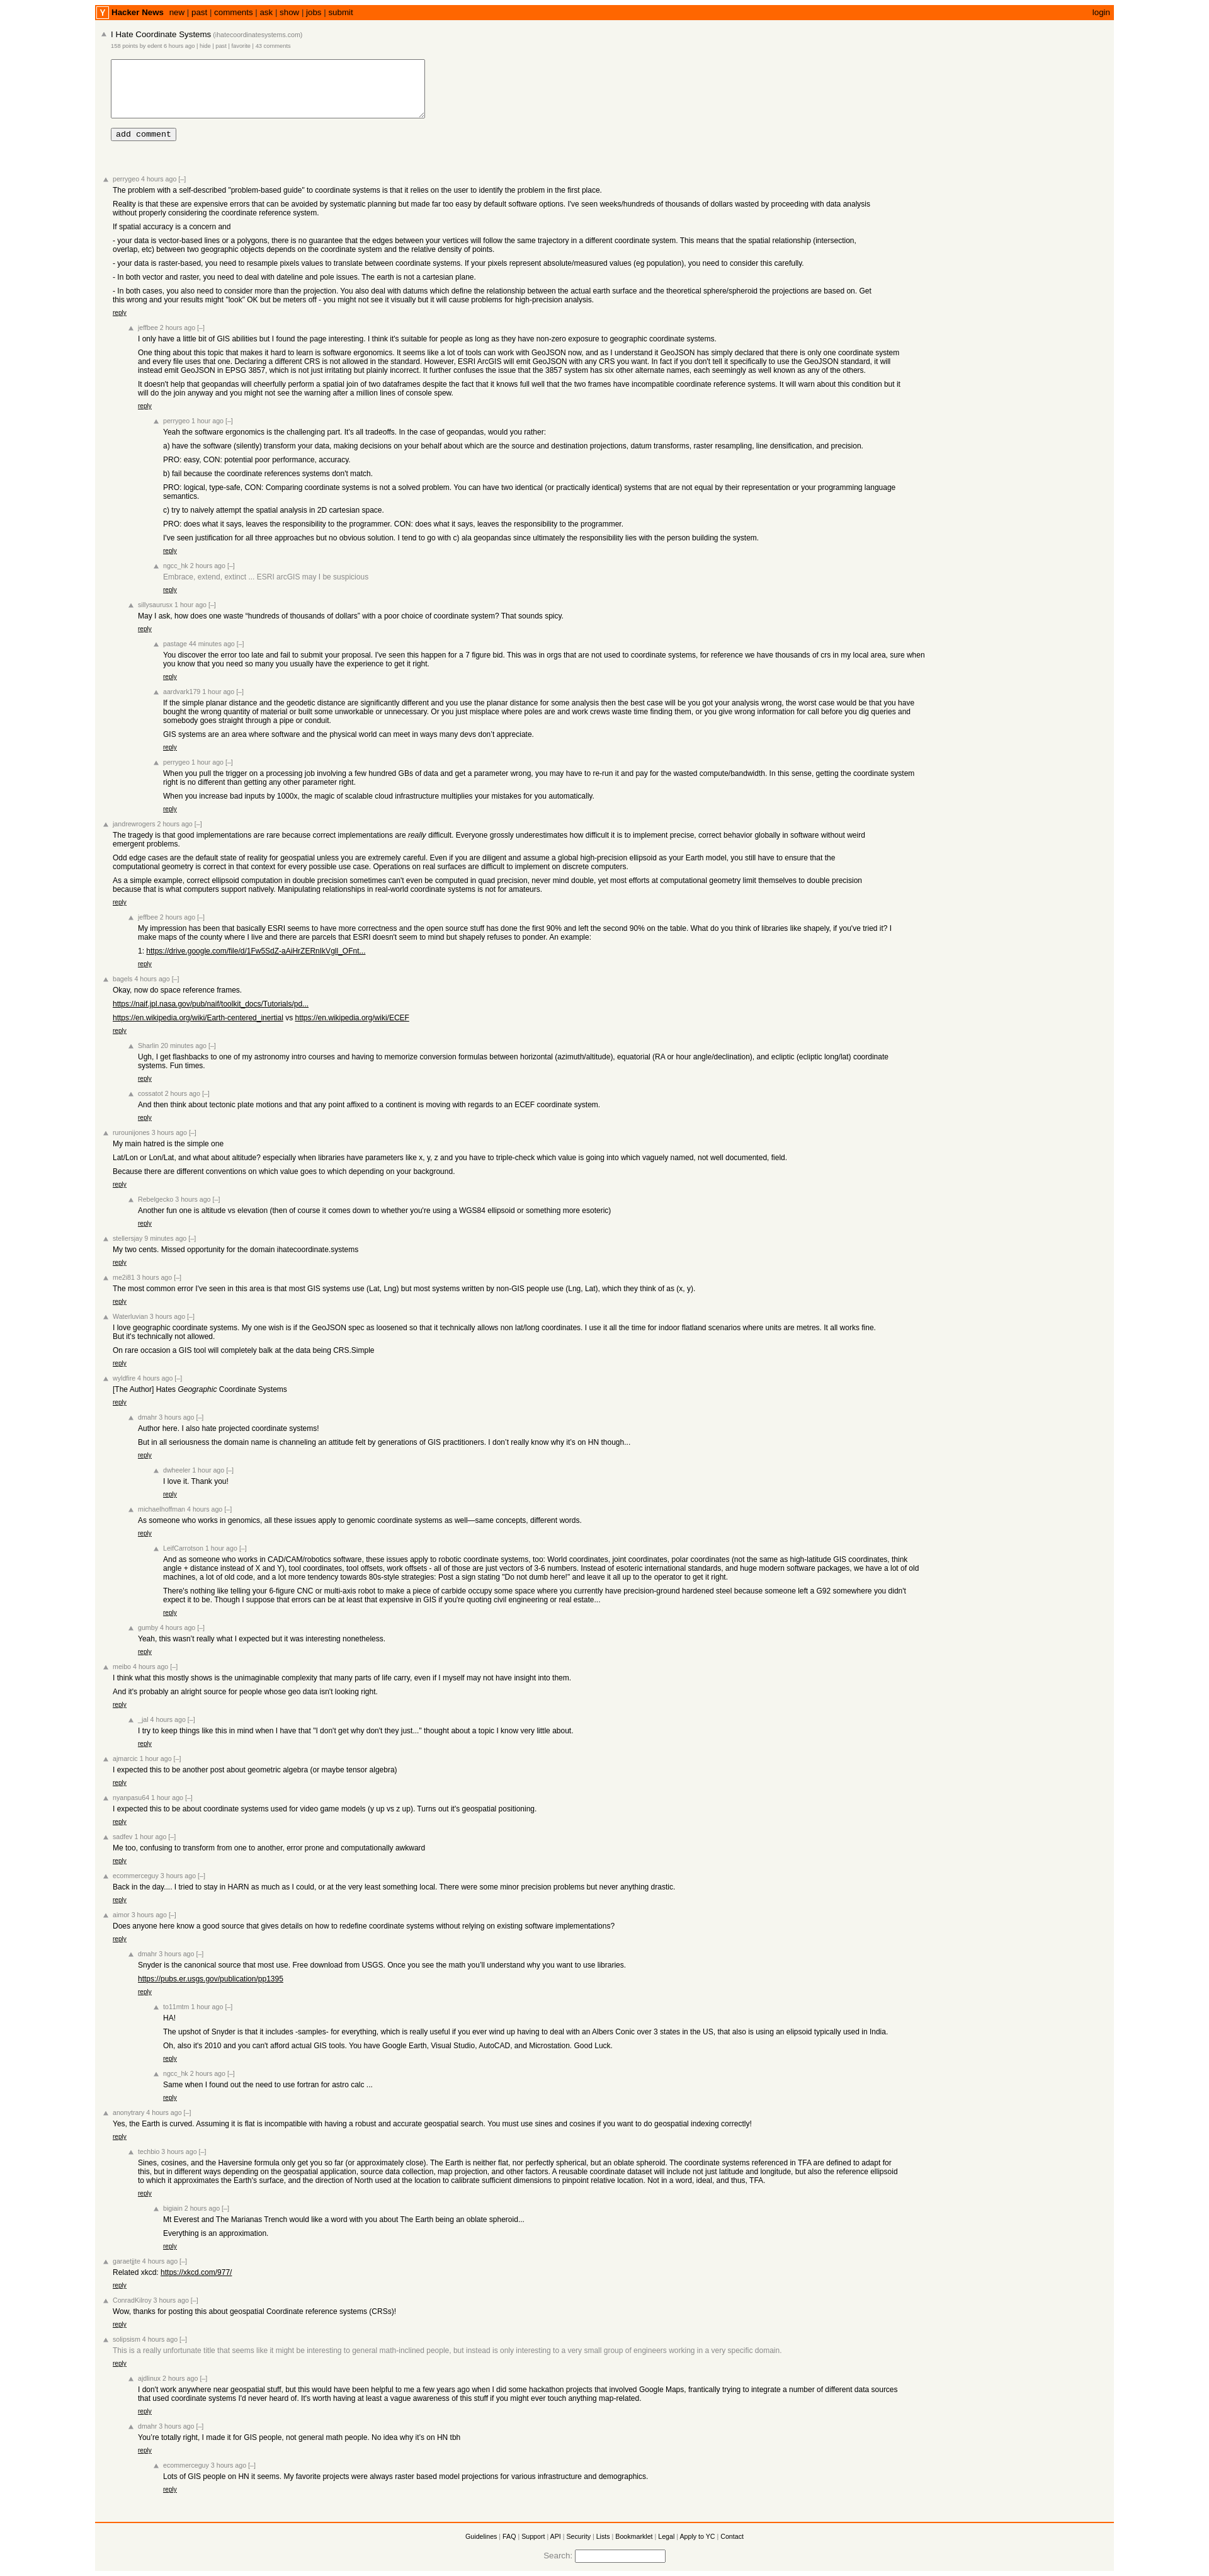 Y Hacker News new | past | comments | ask | show | jobs | submit login
I Hate Coordinate Systems (ihatecoordinatesystems.com)
158 points by edent 6 hours ago | hide | past | favorite | 43 comments
add comment
perrygeo 4 hours ago [–]
The problem with a self-described "problem-based guide" to coordinate systems is that it relies on the user to identify the problem in the first place.
Reality is that these are expensive errors that can be avoided by systematic planning but made far too easy by default software options. I've seen weeks/hundreds of thousands of dollars wasted by proceeding with data analysis
without properly considering the coordinate reference system.
If spatial accuracy is a concern and
- your data is vector-based lines or a polygons, there is no guarantee that the edges between your vertices will follow the same trajectory in a different coordinate system. This means that the spatial relationship (intersection,
overlap, etc) between two geographic objects depends on the coordinate system and the relative density of points.
- your data is raster-based, you need to resample pixels values to translate between coordinate systems. If your pixels represent absolute/measured values (eg population), you need to consider this carefully.
- In both vector and raster, you need to deal with dateline and pole issues. The earth is not a cartesian plane.
- In both cases, you also need to consider more than the projection. You also deal with datums which define the relationship between the actual earth surface and the theoretical sphere/spheroid the projections are based on. Get
this wrong and your results might "look" OK but be meters off - you might not see it visually but it will cause problems for high-precision analysis.
reply
jeffbee 2 hours ago [–]
I only have a little bit of GIS abilities but I found the page interesting. I think it's suitable for people as long as they have non-zero exposure to geographic coordinate systems.
One thing about this topic that makes it hard to learn is software ergonomics. It seems like a lot of tools can work with GeoJSON now, and as I understand it GeoJSON has simply declared that there is only one coordinate system
and every file uses that one. Declaring a different CRS is not allowed in the standard. However, ESRI ArcGIS will emit GeoJSON with any CRS you want. In fact if you don't tell it specifically to use the GeoJSON standard, it will
instead emit GeoJSON in EPSG 3857, which is not just irritating but plainly incorrect. It further confuses the issue that the 3857 system has six other alternate names, each seemingly as well known as any of the others.
It doesn't help that geopandas will cheerfully perform a spatial join of two dataframes despite the fact that it knows full well that the two frames have incompatible coordinate reference systems. It will warn about this condition but it
will do the join anyway and you might not see the warning after a million lines of console spew.
reply
perrygeo 1 hour ago [–]
Yeah the software ergonomics is the challenging part. It's all tradeoffs. In the case of geopandas, would you rather:
a) have the software (silently) transform your data, making decisions on your behalf about which are the source and destination projections, datum transforms, raster resampling, line densification, and precision.
PRO: easy, CON: potential poor performance, accuracy.
b) fail because the coordinate references systems don't match.
PRO: logical, type-safe, CON: Comparing coordinate systems is not a solved problem. You can have two identical (or practically identical) systems that are not equal by their representation or your programming language
semantics.
c) try to naively attempt the spatial analysis in 2D cartesian space.
PRO: does what it says, leaves the responsibility to the programmer. CON: does what it says, leaves the responsibility to the programmer.
I've seen justification for all three approaches but no obvious solution. I tend to go with c) ala geopandas since ultimately the responsibility lies with the person building the system.
reply
ngcc_hk 2 hours ago [–]
Embrace, extend, extinct ... ESRI arcGIS may I be suspicious
reply
sillysaurusx 1 hour ago [–]
May I ask, how does one waste “hundreds of thousands of dollars” with a poor choice of coordinate system? That sounds spicy.
reply
pastage 44 minutes ago [–]
You discover the error too late and fail to submit your proposal. I've seen this happen for a 7 figure bid. This was in orgs that are not used to coordinate systems, for reference we have thousands of crs in my local area, sure when
you know that you need so many you usually have the experience to get it right.
reply
aardvark179 1 hour ago [–]
If the simple planar distance and the geodetic distance are significantly different and you use the planar distance for some analysis then the best case will be you got your analysis wrong, the worst case would be that you have
bought the wrong quantity of material or built some unworkable or unnecessary. Or you just misplace where poles are and work crews waste time finding them, or you give wrong information for call before you dig queries and
somebody goes straight through a pipe or conduit.
GIS systems are an area where software and the physical world can meet in ways many devs don’t appreciate.
reply
perrygeo 1 hour ago [–]
When you pull the trigger on a processing job involving a few hundred GBs of data and get a parameter wrong, you may have to re-run it and pay for the wasted compute/bandwidth. In this sense, getting the coordinate system
right is no different than getting any other parameter right.
When you increase bad inputs by 1000x, the magic of scalable cloud infrastructure multiplies your mistakes for you automatically.
reply
jandrewrogers 2 hours ago [–]
The tragedy is that good implementations are rare because correct implementations are really difficult. Everyone grossly underestimates how difficult it is to implement precise, correct behavior globally in software without weird
emergent problems.
Odd edge cases are the default state of reality for geospatial unless you are extremely careful. Even if you are diligent and assume a global high-precision ellipsoid as your Earth model, you still have to ensure that the
computational geometry is correct in that context for every possible use case. Operations on real surfaces are difficult to implement on discrete computers.
As a simple example, correct ellipsoid computation in double precision sometimes can't even be computed in quad precision, never mind double, yet most efforts at computational geometry limit themselves to double precision
because that is what computers support natively. Manipulating relationships in real-world coordinate systems is not for amateurs.
reply
jeffbee 2 hours ago [–]
My impression has been that basically ESRI seems to have more correctness and the open source stuff has done the first 90% and left the second 90% on the table. What do you think of libraries like shapely, if you've tried it? I
make maps of the county where I live and there are parcels that ESRI doesn't seem to mind but shapely refuses to ponder. An example:
1: https://drive.google.com/file/d/1Fw5SdZ-aAiHrZERnIkVgll_OFnt...
reply
bagels 4 hours ago [–]
Okay, now do space reference frames.
https://naif.jpl.nasa.gov/pub/naif/toolkit_docs/Tutorials/pd...
https://en.wikipedia.org/wiki/Earth-centered_inertial vs https://en.wikipedia.org/wiki/ECEF
reply
Sharlin 20 minutes ago [–]
Ugh, I get flashbacks to one of my astronomy intro courses and having to memorize conversion formulas between horizontal (azimuth/altitude), equatorial (RA or hour angle/declination), and ecliptic (ecliptic long/lat) coordinate
systems. Fun times.
reply
cossatot 2 hours ago [–]
And then think about tectonic plate motions and that any point affixed to a continent is moving with regards to an ECEF coordinate system.
reply
rurounijones 3 hours ago [–]
My main hatred is the simple one
Lat/Lon or Lon/Lat, and what about altitude? especially when libraries have parameters like x, y, z and you have to triple-check which value is going into which vaguely named, not well documented, field.
Because there are different conventions on which value goes to which depending on your background.
reply
Rebelgecko 3 hours ago [–]
Another fun one is altitude vs elevation (then of course it comes down to whether you're using a WGS84 ellipsoid or something more esoteric)
reply
stellersjay 9 minutes ago [–]
My two cents. Missed opportunity for the domain ihatecoordinate.systems
reply
me2i81 3 hours ago [–]
The most common error I've seen in this area is that most GIS systems use (Lat, Lng) but most systems written by non-GIS people use (Lng, Lat), which they think of as (x, y).
reply
Waterluvian 3 hours ago [–]
I love geographic coordinate systems. My one wish is if the GeoJSON spec as loosened so that it technically allows non lat/long coordinates. I use it all the time for indoor flatland scenarios where units are metres. It all works fine.
But it's technically not allowed.
On rare occasion a GIS tool will completely balk at the data being CRS.Simple
reply
wyldfire 4 hours ago [–]
[The Author] Hates Geographic Coordinate Systems
reply
dmahr 3 hours ago [–]
Author here. I also hate projected coordinate systems!
But in all seriousness the domain name is channeling an attitude felt by generations of GIS practitioners. I don’t really know why it’s on HN though...
reply
dwheeler 1 hour ago [–]
I love it. Thank you!
reply
michaelhoffman 4 hours ago [–]
As someone who works in genomics, all these issues apply to genomic coordinate systems as well—same concepts, different words.
reply
LeifCarrotson 1 hour ago [–]
And as someone who works in CAD/CAM/robotics software, these issues apply to robotic coordinate systems, too: World coordinates, joint coordinates, polar coordinates (not the same as high-latitude GIS coordinates, think
angle + distance instead of X and Y), tool coordinates, tool offsets, work offsets - all of those are just vectors of 3-6 numbers. Instead of esoteric international standards, and huge modern software packages, we have a lot of old
machines, a lot of old code, and a lot more tendency towards 80s-style strategies: Post a sign stating "Do not dumb here!" and leave it all up to the operator to get it right.
There's nothing like telling your 6-figure CNC or multi-axis robot to make a piece of carbide occupy some space where you currently have precision-ground hardened steel because someone left a G92 somewhere you didn't
expect it to be. Though I suppose that errors can be at least that expensive in GIS if you're quoting civil engineering or real estate...
reply
gumby 4 hours ago [–]
Yeah, this wasn’t really what I expected but it was interesting nonetheless.
reply
meibo 4 hours ago [–]
I think what this mostly shows is the unimaginable complexity that many parts of life carry, even if I myself may not have insight into them.
And it's probably an alright source for people whose geo data isn't looking right.
reply
_jal 4 hours ago [–]
I try to keep things like this in mind when I have that "I don't get why don't they just..." thought about a topic I know very little about.
reply
ajmarcic 1 hour ago [–]
I expected this to be another post about geometric algebra (or maybe tensor algebra)
reply
nyanpasu64 1 hour ago [–]
I expected this to be about coordinate systems used for video game models (y up vs z up). Turns out it's geospatial positioning.
reply
sadfev 1 hour ago [–]
Me too, confusing to transform from one to another, error prone and computationally awkward
reply
ecommerceguy 3 hours ago [–]
Back in the day.... I tried to stay in HARN as much as I could, or at the very least something local. There were some minor precision problems but never anything drastic.
reply
aimor 3 hours ago [–]
Does anyone here know a good source that gives details on how to redefine coordinate systems without relying on existing software implementations?
reply
dmahr 3 hours ago [–]
Snyder is the canonical source that most use. Free download from USGS. Once you see the math you’ll understand why you want to use libraries.
https://pubs.er.usgs.gov/publication/pp1395
reply
to11mtm 1 hour ago [–]
HA!
The upshot of Snyder is that it includes -samples- for everything, which is really useful if you ever wind up having to deal with an Albers Conic over 3 states in the US, that also is using an elipsoid typically used in India.
Oh, also it's 2010 and you can't afford actual GIS tools. You have Google Earth, Visual Studio, AutoCAD, and Microstation. Good Luck.
reply
ngcc_hk 2 hours ago [–]
Same when I found out the need to use fortran for astro calc ...
reply
anonytrary 4 hours ago [–]
Yes, the Earth is curved. Assuming it is flat is incompatible with having a robust and accurate geospatial search. You must use sines and cosines if you want to do geospatial indexing correctly!
reply
techbio 3 hours ago [–]
Sines, cosines, and the Haversine formula only get you so far (or approximately close). The Earth is neither flat, nor perfectly spherical, but an oblate spheroid. The coordinate systems referenced in TFA are defined to adapt for
this, but in different ways depending on the geospatial application, source data collection, map projection, and other factors. A reusable coordinate dataset will include not just latitude and longitude, but also the reference ellipsoid
to which it approximates the Earth's surface, and the direction of North used at the location to calibrate sufficient dimensions to pinpoint relative location. Not in a word, ideal, and thus, TFA.
reply
bigiain 2 hours ago [–]
Mt Everest and The Marianas Trench would like a word with you about The Earth being an oblate spheroid...
Everything is an approximation.
reply
garaetjjte 4 hours ago [–]
Related xkcd: https://xkcd.com/977/
reply
ConradKilroy 3 hours ago [–]
Wow, thanks for posting this about geospatial Coordinate reference systems (CRSs)!
reply
solipsism 4 hours ago [–]
This is a really unfortunate title that seems like it might be interesting to general math-inclined people, but instead is only interesting to a very small group of engineers working in a very specific domain.
reply
ajdlinux 2 hours ago [–]
I don't work anywhere near geospatial stuff, but this would have been helpful to me a few years ago when I did some hackathon projects that involved Google Maps, frantically trying to integrate a number of different data sources
that used coordinate systems I'd never heard of. It's worth having at least a vague awareness of this stuff if you might ever touch anything map-related.
reply
dmahr 3 hours ago [–]
You’re totally right, I made it for GIS people, not general math people. No idea why it's on HN tbh
reply
ecommerceguy 3 hours ago [–]
Lots of GIS people on HN it seems. My favorite projects were always raster based model projections for various infrastructure and demographics.
reply
Guidelines | FAQ | Support | API | Security | Lists | Bookmarklet | Legal | Apply to YC | Contact
Search: